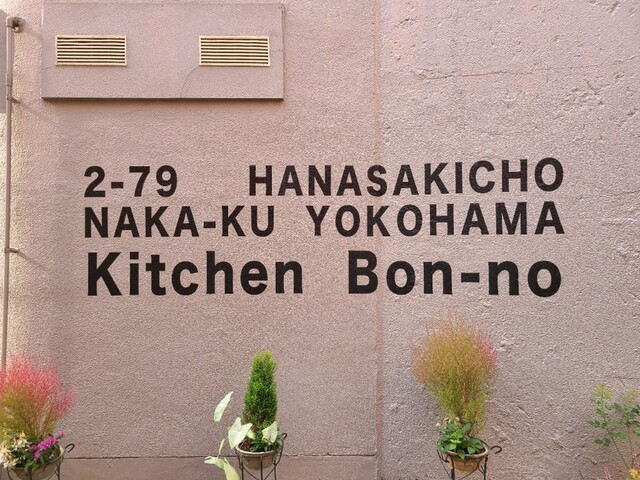 2-79 HANASAKICHO
NAKA-KU YOKOHAMA
Kitchen Bon-no